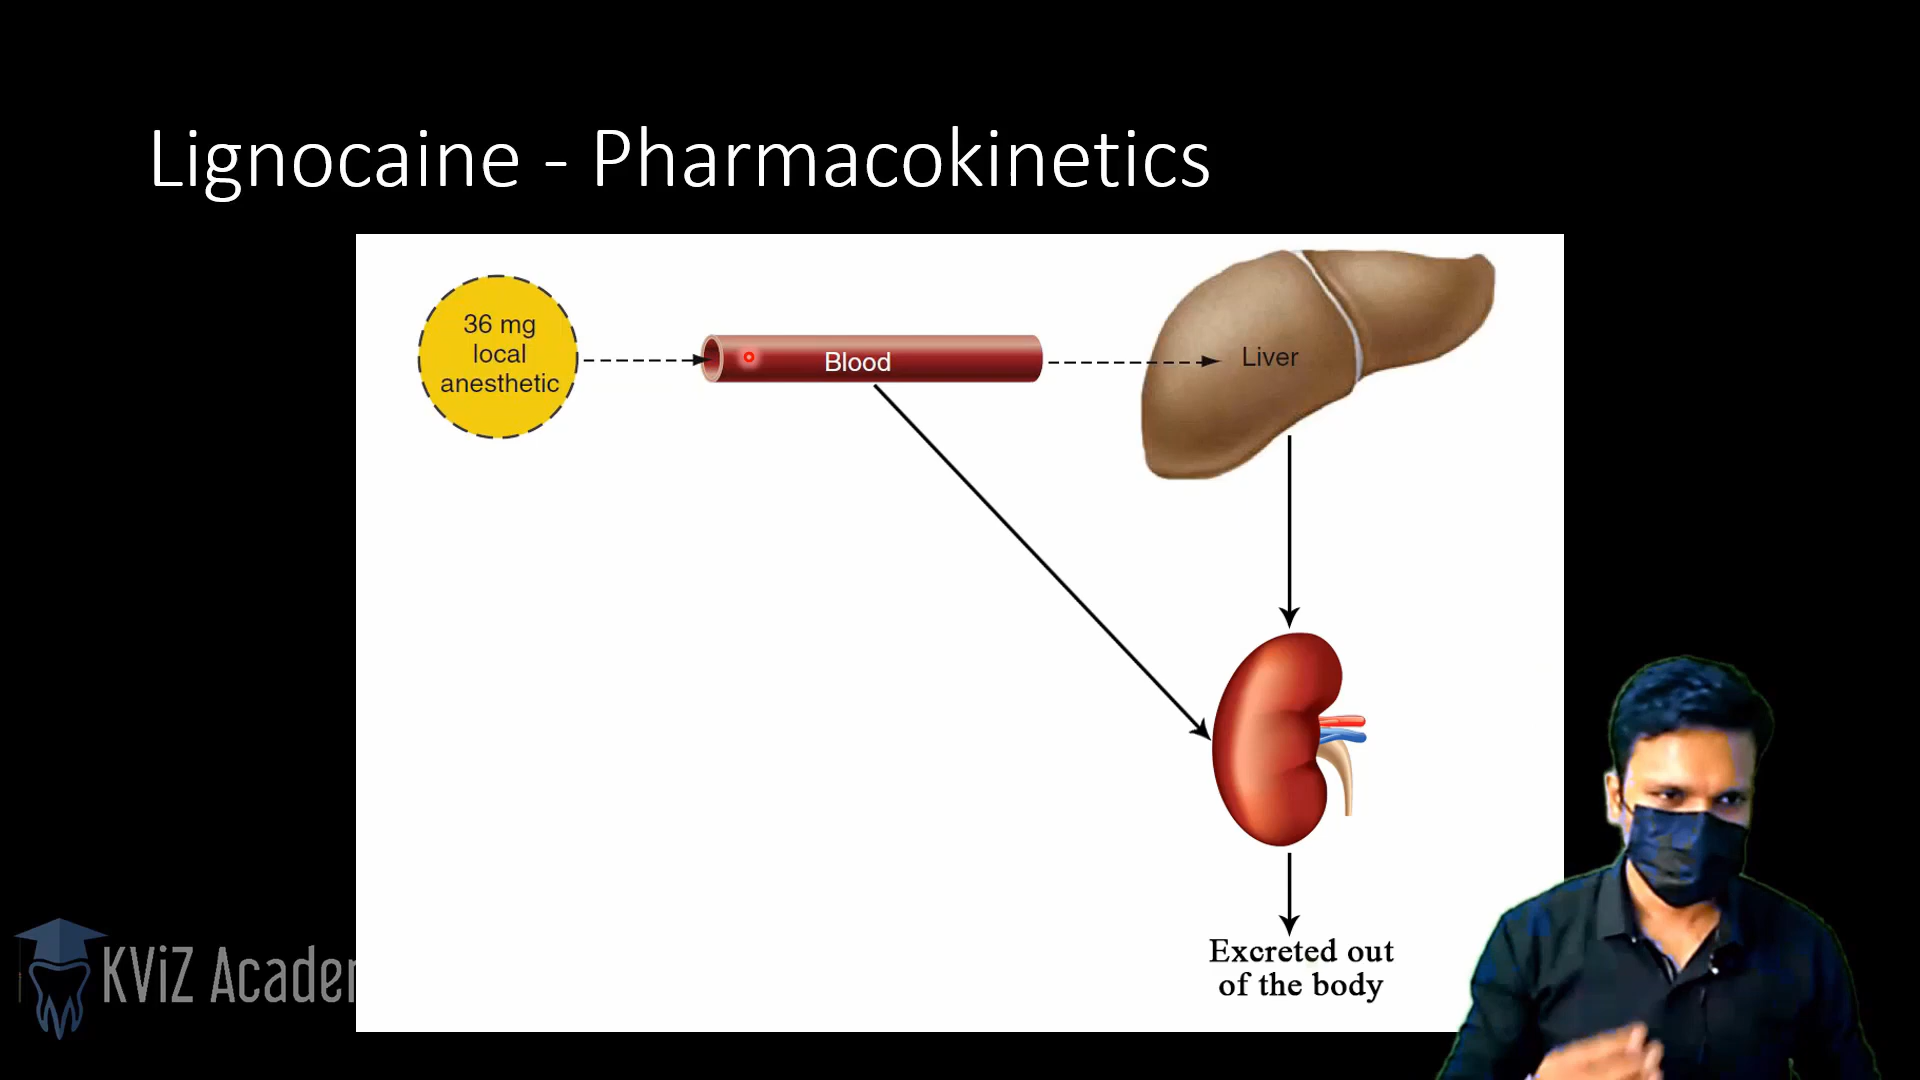 Lignocaine - Pharmacokinetics
36 mg
local
anesthetic
Blood
Liver
Excreted out
of the body
KViZ Academ